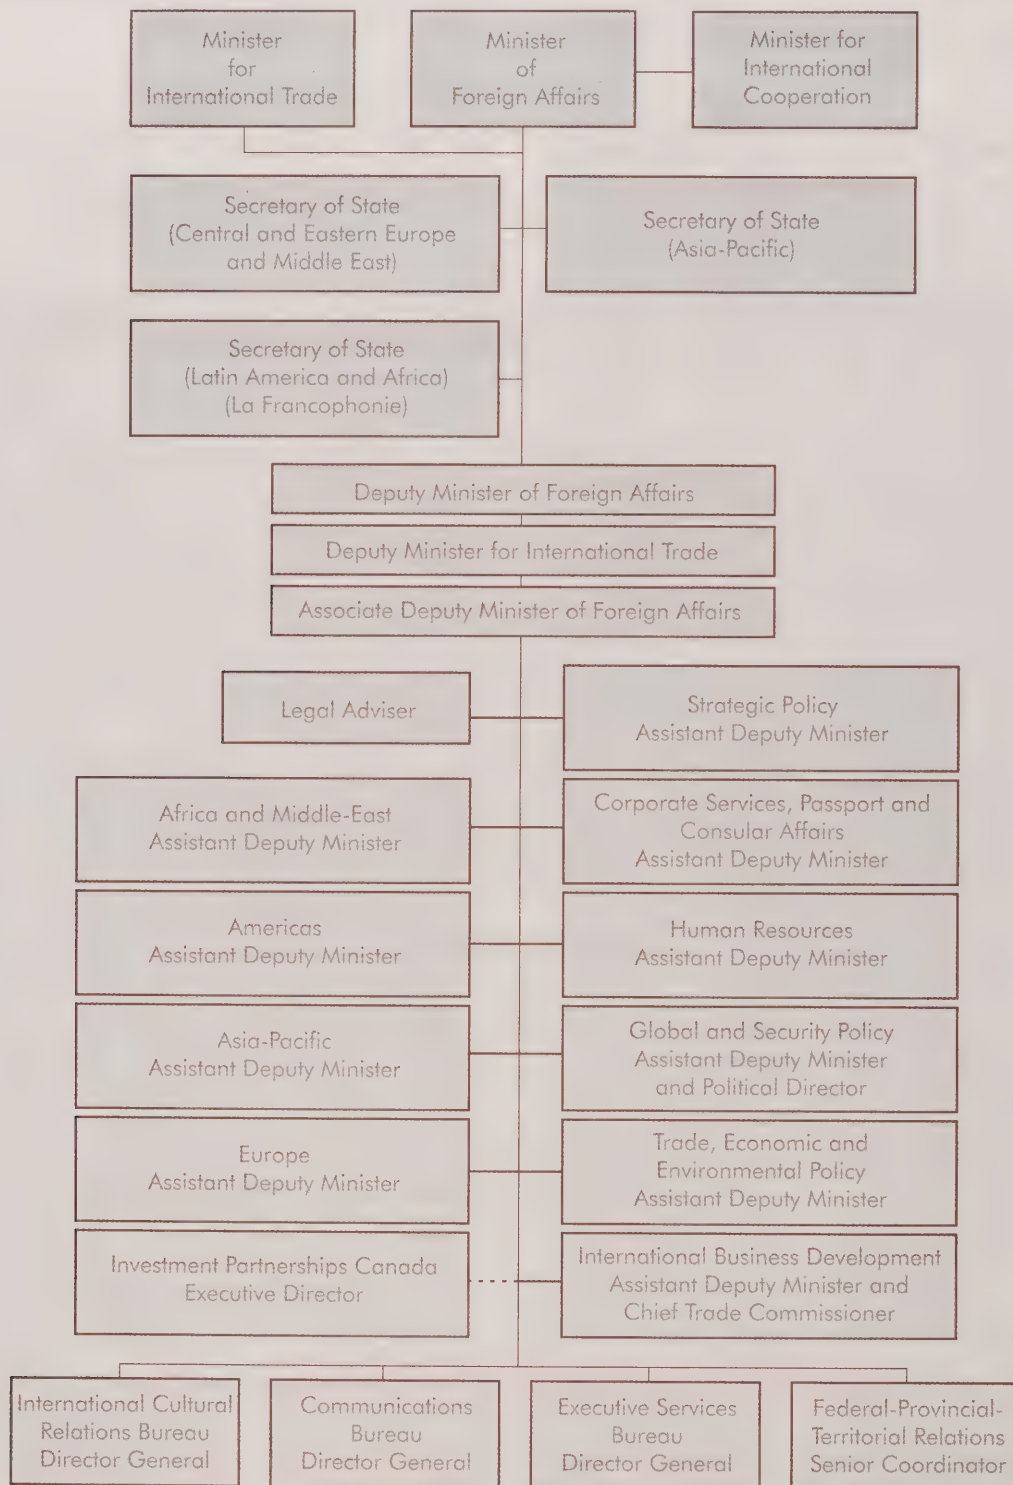 Minister
for
International Trade
Minister
of
Foreign Affairs
Minister for
International
Cooperation
Secretary of State
(Central and Eastern Europe
and Middle East)
Secretary of State
(Asia-Pacific)
Secretary of State
(Latin America and Africa)
(La Francophonie)
Deputy Minister of Foreign Affairs
Deputy Minister for International Trade
Associate Deputy Minister of Foreign Affairs
Legal Adviser
Strategic Policy
Assistant Deputy Minister
Africa and Middle-East
Assistant Deputy Minister
Corporate Services, Passport and
Consular Affairs
Assistant Deputy Minister
Americas
Assistant Deputy Minister
Human Resources
Assistant Deputy Minister
Asia-Pacific
Assistant Deputy Minister
Global and Security Policy
Assistant Deputy Minister
and Political Director
Europe
Assistant Deputy Minister
Trade, Economic and
Environmental Policy
Assistant Deputy Minister
Investment Partnerships Canada
Executive Director
International Business Development
Assistant Deputy Minister and
Chief Trade Commissioner
International Cultural
Relations Bureau
Director General
Communications
Bureau
Director General
Executive Services
Bureau
Director General
Federal-Provincial-
Territorial Relations
Senior Coordinator